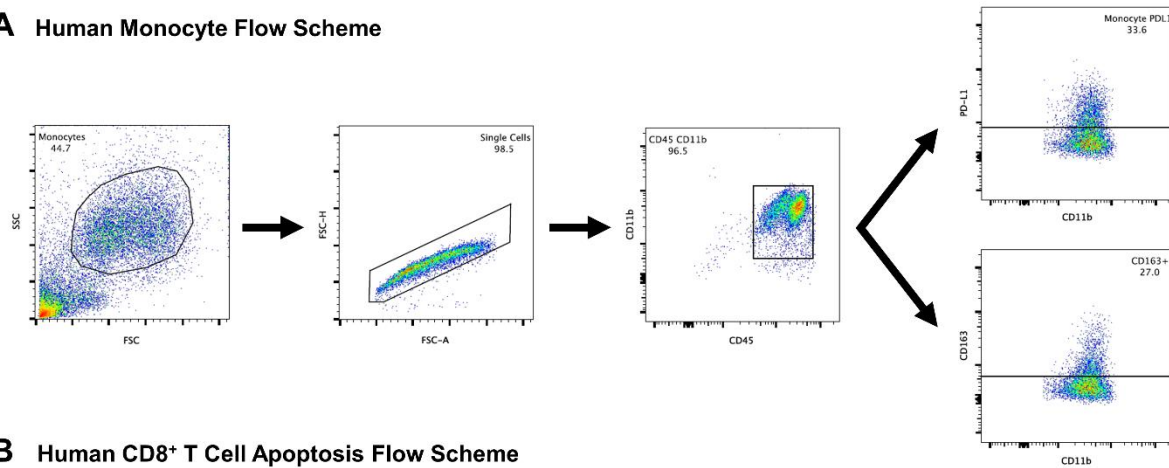 A Human Monocyte Flow Scheme
Monocytes
44.7
SSC
FSC
Single Cells
98.5
FSC-H
FSC-A
CD45 CD11b
96.5
CD11b
CD45
Monocyte PDL1
33.6
PD-L1
CD11b
CD163+
27.0
CD163
CD11b
B Human CD8⁺ T Cell Apoptosis Flow Scheme